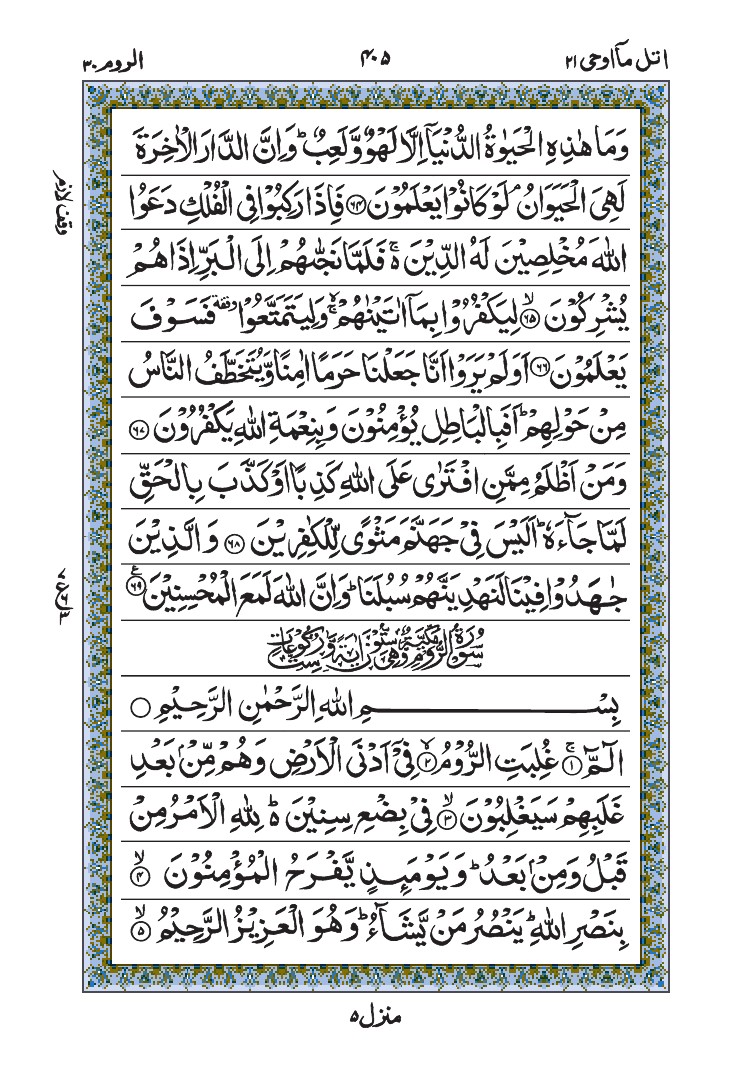 اتل مآ اوحی ۲۱
۴۰۵
الروم ۳۰
وَمَا هٰذِهِ الْحَيٰوةُ الدُّنْيَآ اِلَّا لَهْوٌ وَّلَعِبٌ ؕ وَاِنَّ الدَّارَ الْاٰخِرَةَ
لَهِيَ الْحَيَوَانُ ۘ لَوْ كَانُوْا يَعْلَمُوْنَ ﴿۶۴﴾ فَاِذَا رَكِبُوْا فِي الْفُلْكِ دَعَوُا
اللّٰهَ مُخْلِصِيْنَ لَهُ الدِّيْنَ ۚ فَلَمَّا نَجّٰىهُمْ اِلَى الْبَرِّ اِذَا هُمْ
يُشْرِكُوْنَ ﴿۶۵﴾ ۙ لِيَكْفُرُوْا بِمَآ اٰتَيْنٰهُمْ ۚ وَلِيَتَمَتَّعُوْا ۥ وقفة فَسَوْفَ
يَعْلَمُوْنَ ﴿۶۶﴾ اَوَلَمْ يَرَوْا اَنَّا جَعَلْنَا حَرَمًا اٰمِنًا وَّيُتَخَطَّفُ النَّاسُ
مِنْ حَوْلِهِمْ ؕ اَفَبِالْبَاطِلِ يُؤْمِنُوْنَ وَبِنِعْمَةِ اللّٰهِ يَكْفُرُوْنَ ﴿۶۷﴾
وَمَنْ اَظْلَمُ مِمَّنِ افْتَرٰى عَلَى اللّٰهِ كَذِبًا اَوْ كَذَّبَ بِالْحَقِّ
لَمَّا جَآءَهٗ ؕ اَلَيْسَ فِيْ جَهَنَّمَ مَثْوًى لِّلْكٰفِرِيْنَ ﴿۶۸﴾ وَالَّذِيْنَ
جٰهَدُوْا فِيْنَا لَنَهْدِيَنَّهُمْ سُبُلَنَا ؕ وَاِنَّ اللّٰهَ لَمَعَ الْمُحْسِنِيْنَ ﴿۶۹﴾ ع
سُوْرَةُ الرُّوْمِ مَكِّيَّةٌ وَّهِيَ سِتُّوْنَ اٰيَةً وَّسِتُّ رُكُوْعَاتٍ
بِسْمِ اللّٰهِ الرَّحْمٰنِ الرَّحِيْمِ
الٓمّٓ ﴿۱﴾ ۚ غُلِبَتِ الرُّوْمُ ﴿۲﴾ ۙ فِيْٓ اَدْنَى الْاَرْضِ وَهُمْ مِّنْۢ بَعْدِ
غَلَبِهِمْ سَيَغْلِبُوْنَ ﴿۳﴾ ۙ فِيْ بِضْعِ سِنِيْنَ ؕ لِلّٰهِ الْاَمْرُ مِنْ
قَبْلُ وَمِنْۢ بَعْدُ ؕ وَيَوْمَئِذٍ يَّفْرَحُ الْمُؤْمِنُوْنَ ﴿۴﴾ ۙ
بِنَصْرِ اللّٰهِ ؕ يَنْصُرُ مَنْ يَّشَآءُ ؕ وَهُوَ الْعَزِيْزُ الرَّحِيْمُ ﴿۵﴾ ۙ
وقف لازم
منزل ۵